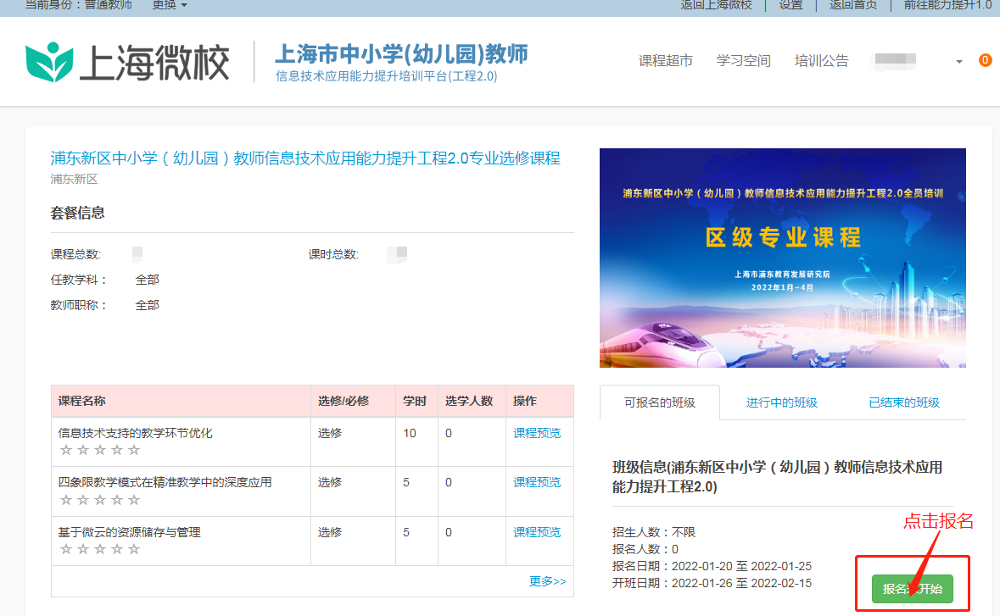 当前身份：普通教师 更换
返回上海微校 | 设置 | 返回首页 | 前往能力提升1.0
上海微校
上海市中小学(幼儿园)教师
信息技术应用能力提升培训平台(工程2.0)
课程超市 学习空间 培训公告
0
浦东新区中小学（幼儿园）教师信息技术应用能力提升工程2.0专业选修课程
浦东新区
套餐信息
课程总数: 课时总数:
任教学科： 全部
教师职称： 全部
浦东新区中小学（幼儿园）教师信息技术应用能力提升工程2.0全员培训
区级专业课程
上海市浦东教育发展研究院
2022年1月-4月
课程名称 选修/必修 学时 选学人数 操作
信息技术支持的教学环节优化 选修 10 0 课程预览
四象限教学模式在精准教学中的深度应用 选修 5 0 课程预览
基于微云的资源储存与管理 选修 5 0 课程预览
更多>>
可报名的班级 进行中的班级 已结束的班级
班级信息(浦东新区中小学（幼儿园）教师信息技术应用
能力提升工程2.0)
招生人数：不限
报名人数：0
报名日期：2022-01-20 至 2022-01-25
开班日期：2022-01-26 至 2022-02-15
点击报名
报名未开始